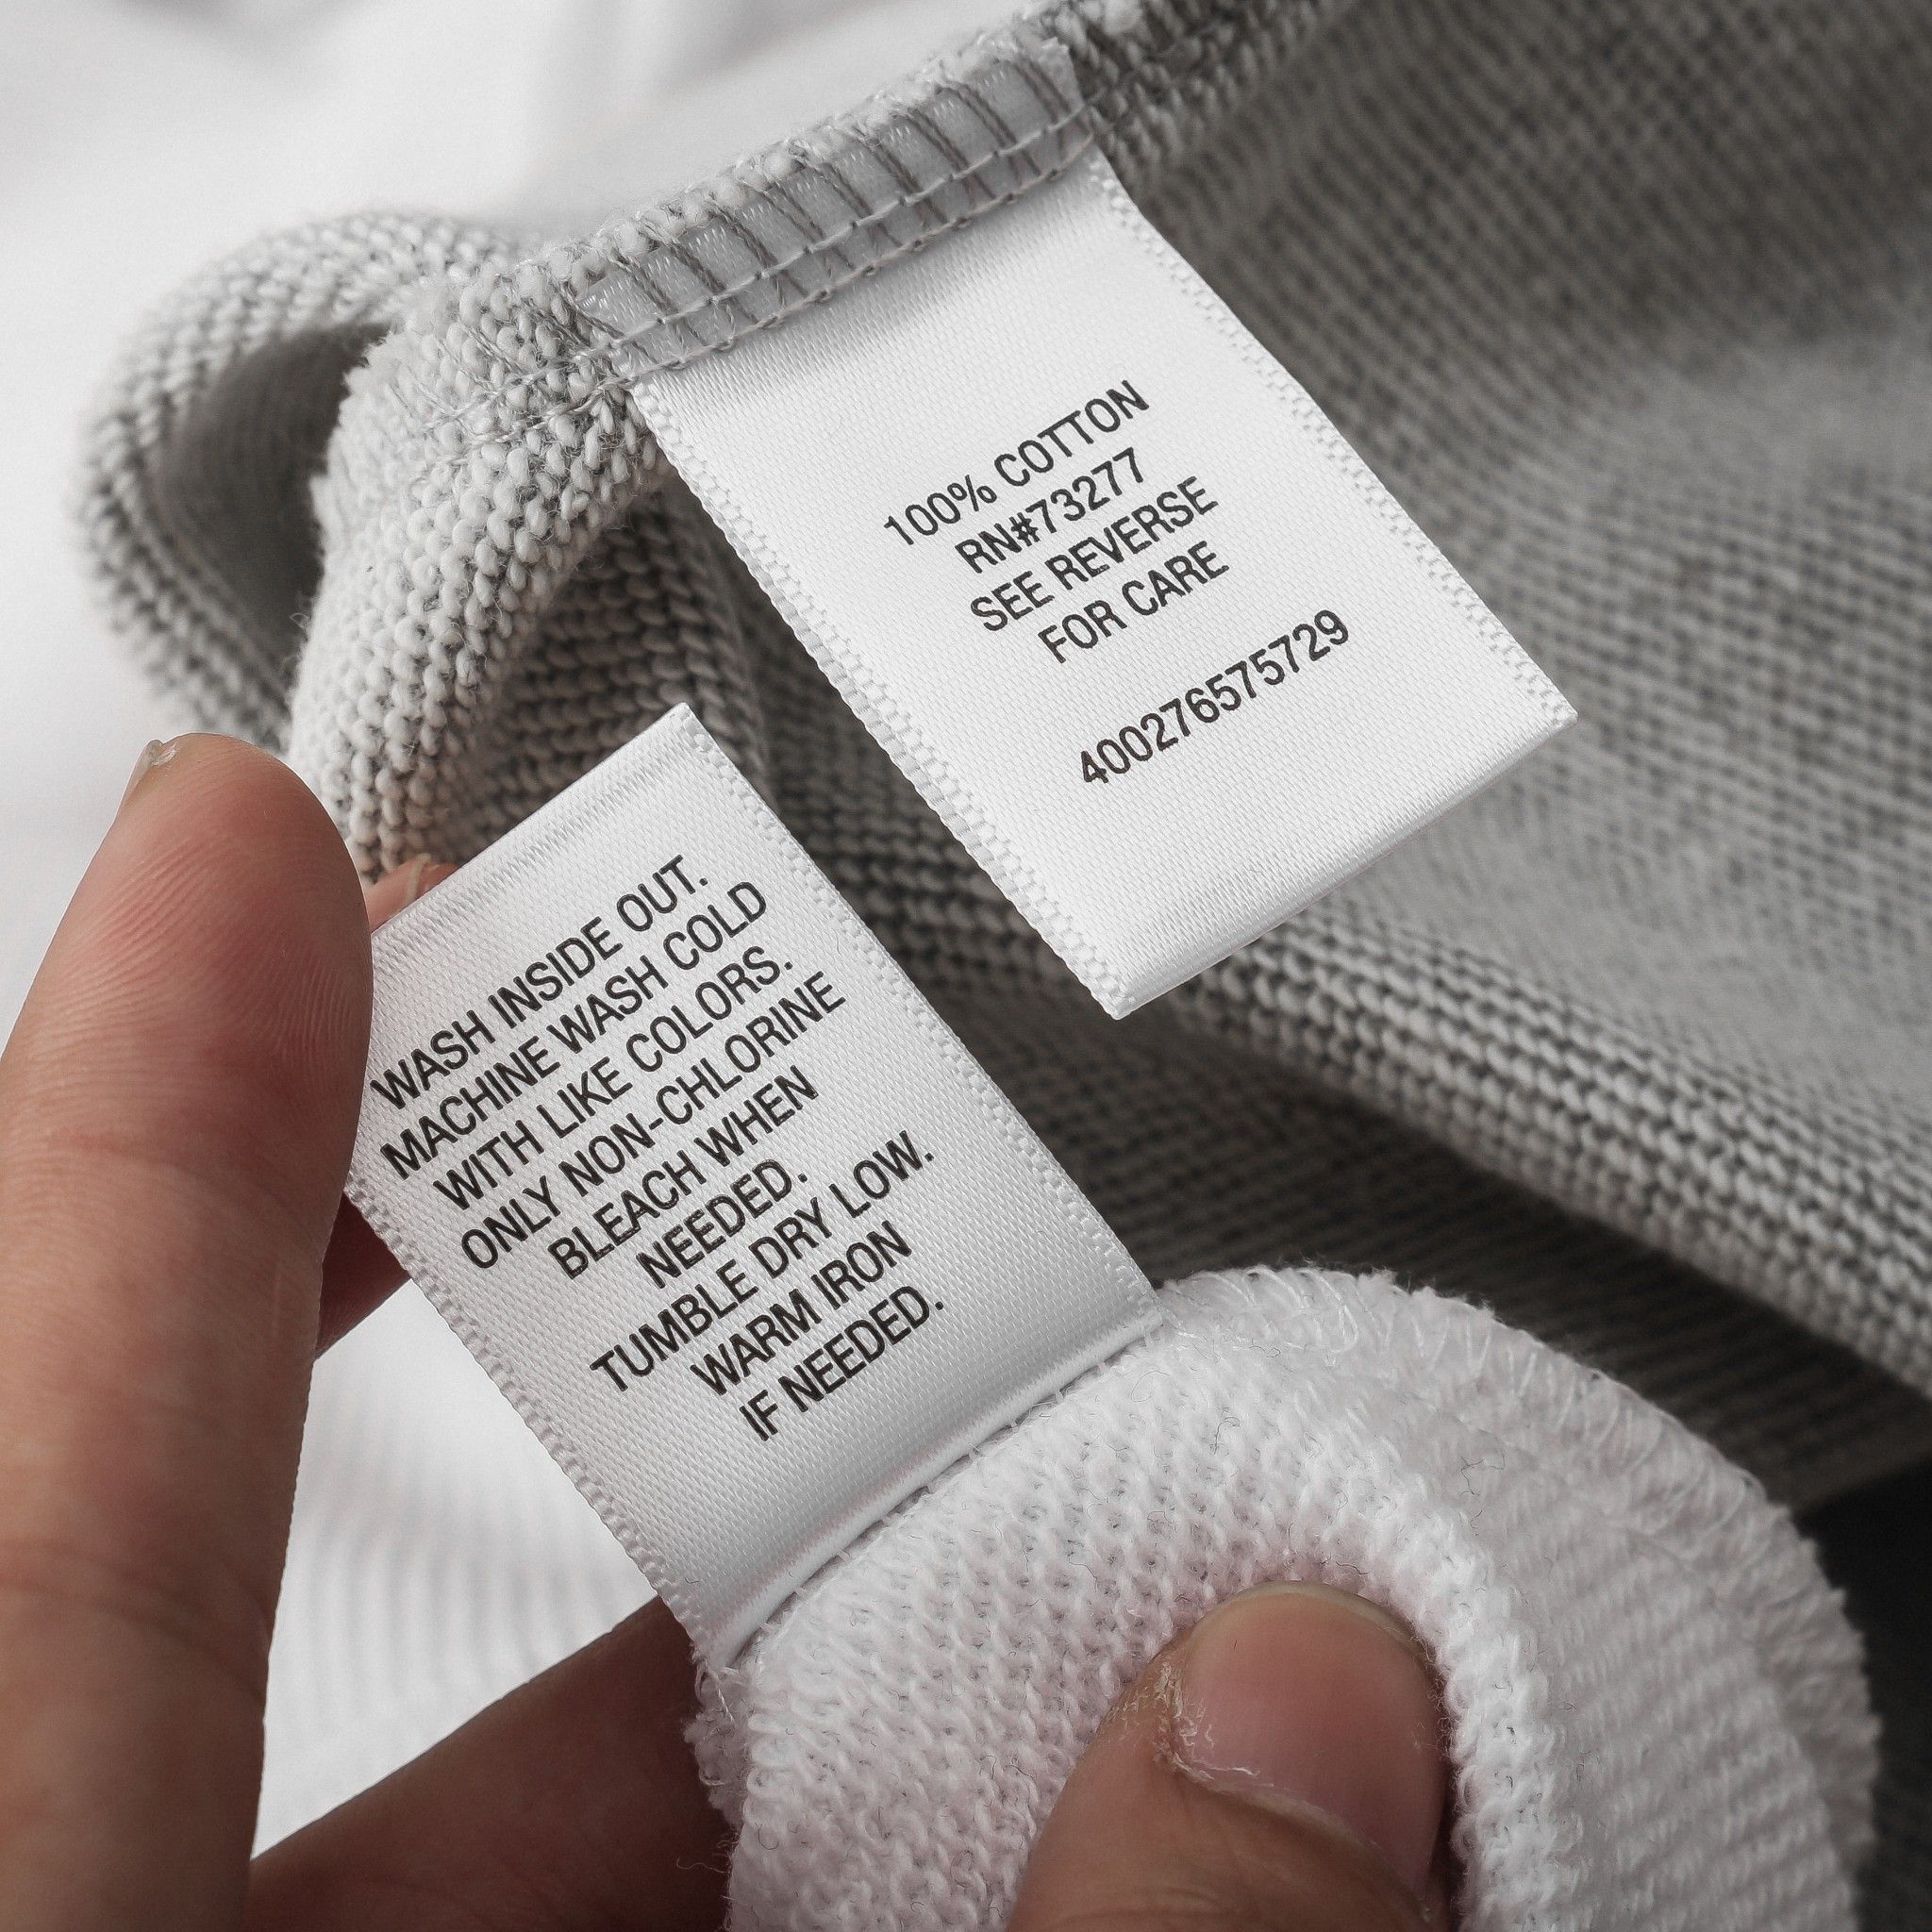 100% COTTON
RN#73277
SEE REVERSE
FOR CARE
400276575729
WASH INSIDE OUT.
MACHINE WASH COLD
WITH LIKE COLORS.
ONLY NON-CHLORINE
BLEACH WHEN
NEEDED.
TUMBLE DRY LOW.
WARM IRON
IF NEEDED.